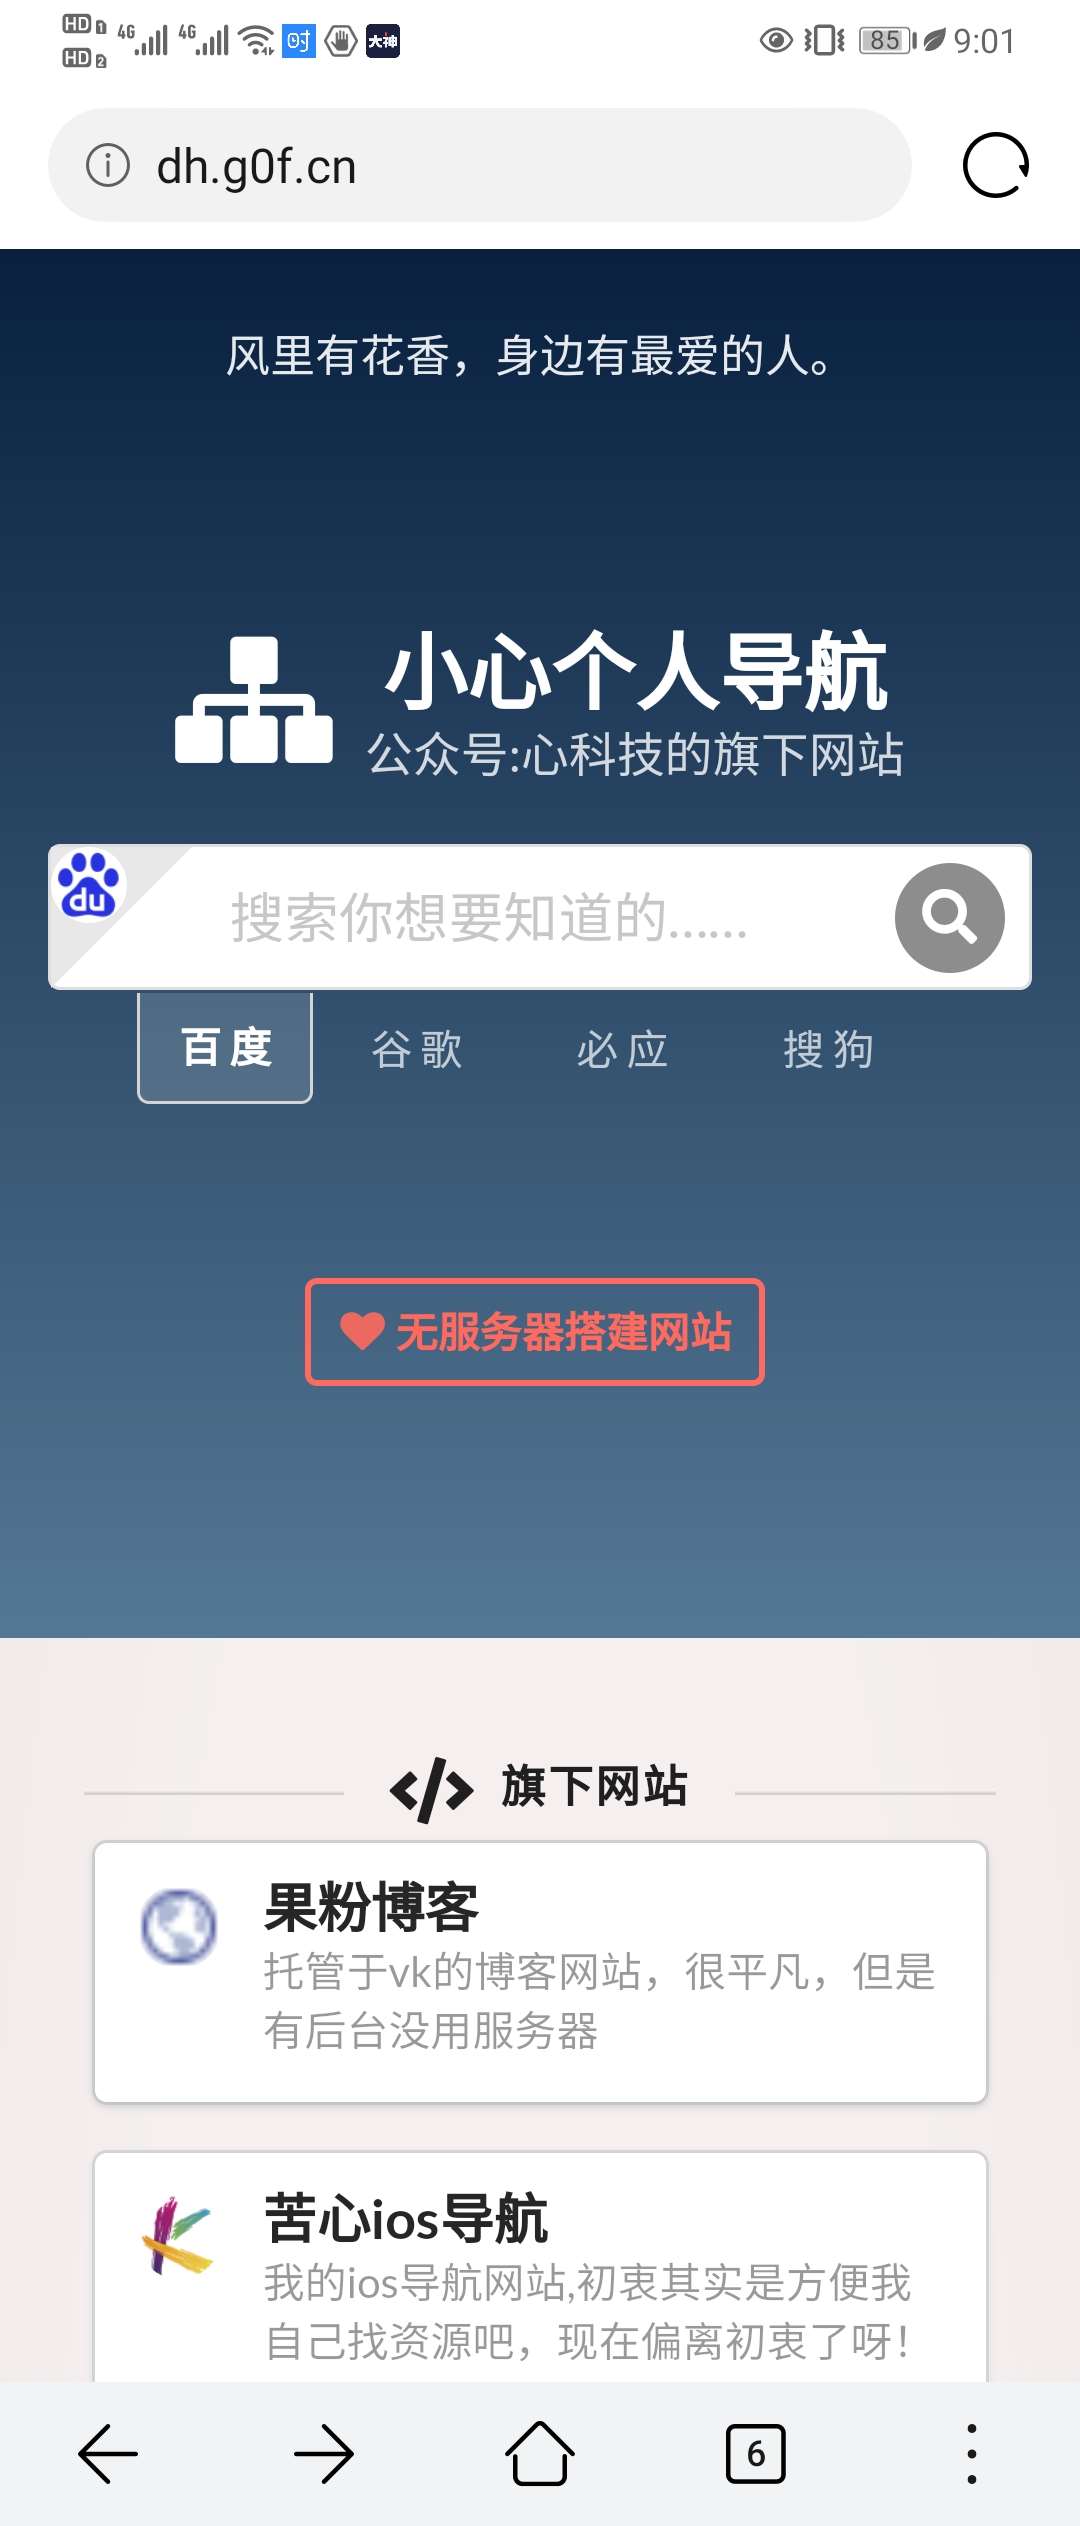 HD 1 4G 4G 时 大神 85 9:01
HD 2
dh.g0f.cn
风里有花香，身边有最爱的人。
小心个人导航
公众号:心科技的旗下网站
du 搜索你想要知道的......
百度 谷歌 必应 搜狗
无服务器搭建网站
</> 旗下网站
果粉博客
托管于vk的博客网站，很平凡，但是
有后台没用服务器
苦心ios导航
我的ios导航网站,初衷其实是方便我
自己找资源吧，现在偏离初衷了呀！
6